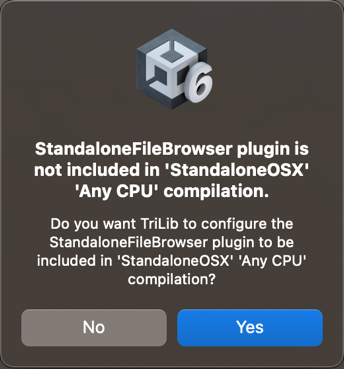 6
StandaloneFileBrowser plugin is
not included in 'StandaloneOSX'
'Any CPU' compilation.
Do you want TriLib to configure the
StandaloneFileBrowser plugin to be
included in 'StandaloneOSX' 'Any CPU'
compilation?
No
Yes